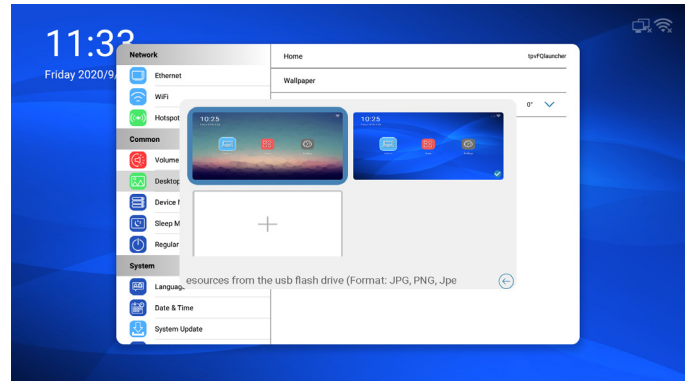 11:33
Friday 2020/9/
Network
Ethernet
WiFi
Hotspot
Common
Volume
Desktop
Device
Sleep M
Regular
System
Language
Date & Time
System Update
Home
tpvFQlauncher
Wallpaper
0°
10:25
10:25
esources from the usb flash drive (Format: JPG, PNG, Jpe